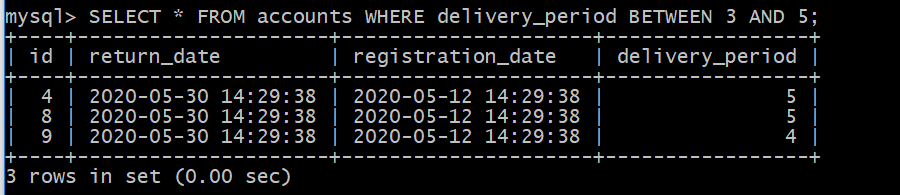 mysql> SELECT * FROM accounts WHERE delivery_period BETWEEN 3 AND 5;
+----+---------------------+---------------------+-----------------+
| id | return_date         | registration_date   | delivery_period |
+----+---------------------+---------------------+-----------------+
|  4 | 2020-05-30 14:29:38 | 2020-05-12 14:29:38 |               5 |
|  8 | 2020-05-30 14:29:38 | 2020-05-12 14:29:38 |               5 |
|  9 | 2020-05-30 14:29:38 | 2020-05-12 14:29:38 |               4 |
+----+---------------------+---------------------+-----------------+
3 rows in set (0.00 sec)